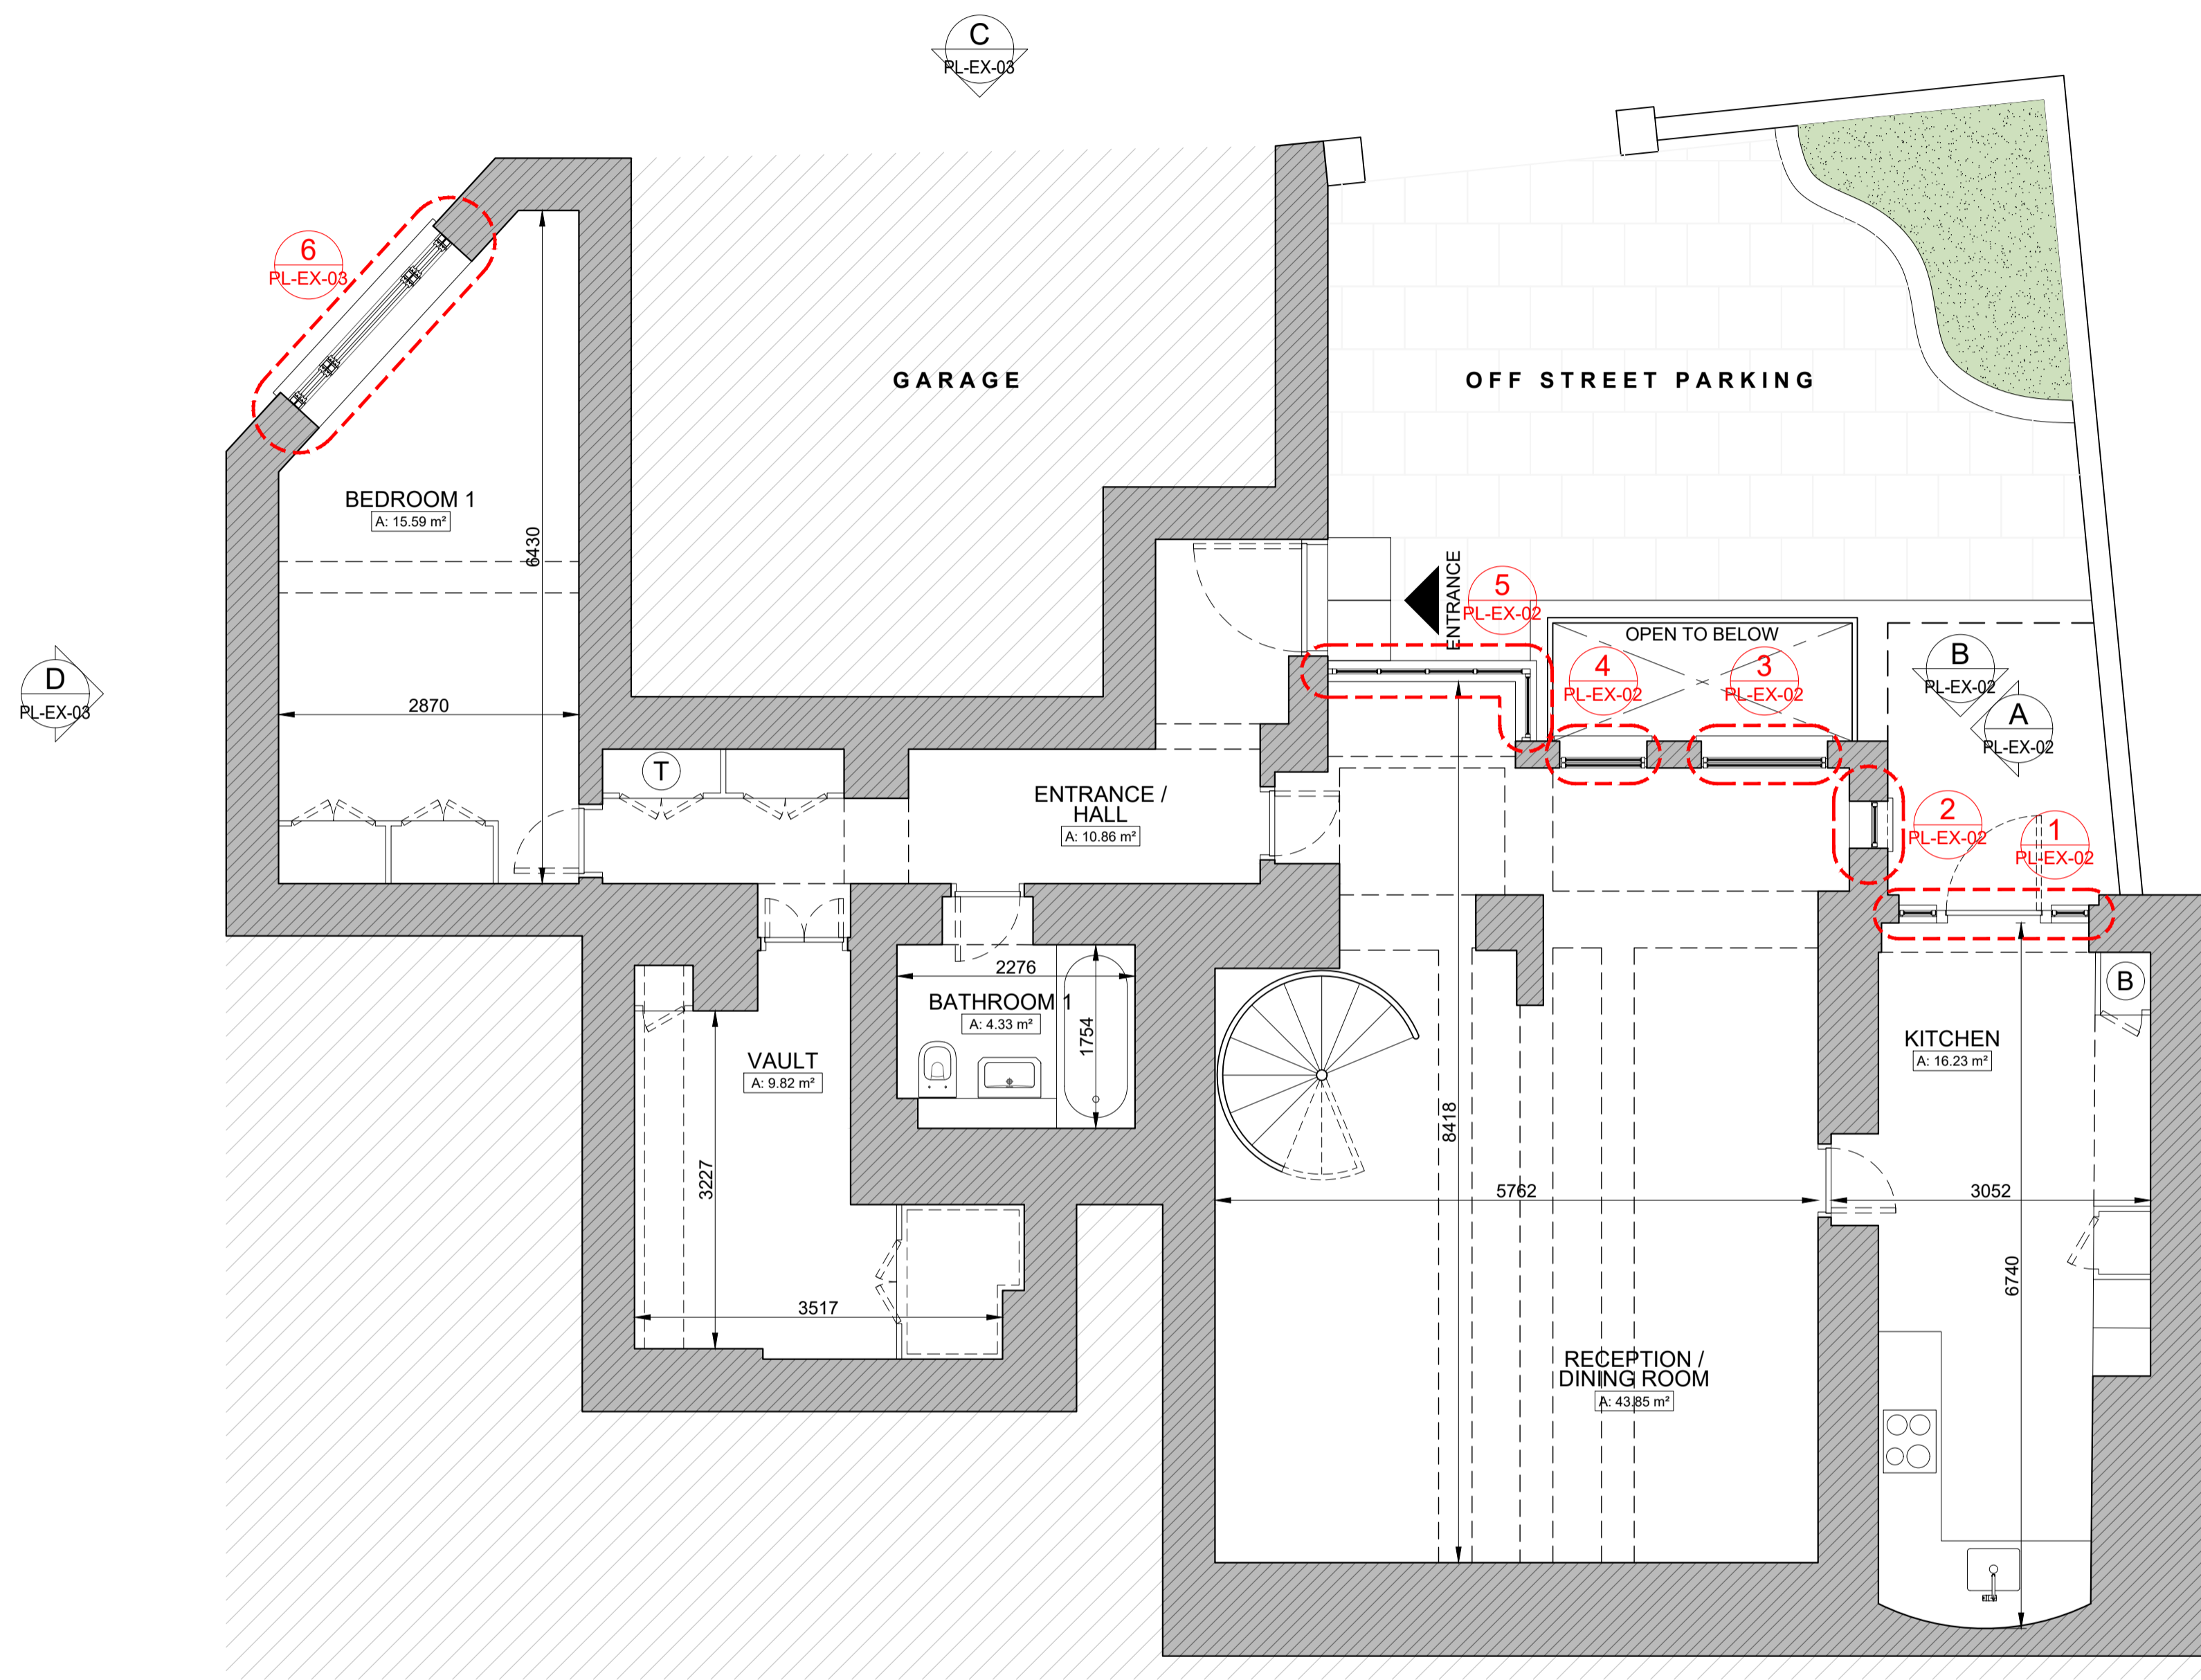 C
PL-EX-03
6
PL-EX-03
GARAGE
OFF STREET PARKING
BEDROOM 1
A: 15.59 m²
6430
ENTRANCE
5
PL-EX-02
OPEN TO BELOW
4
PL-EX-02
3
PL-EX-02
B
PL-EX-02
A
PL-EX-02
D
PL-EX-03
2870
T
ENTRANCE /
HALL
A: 10.86 m²
2
PL-EX-02
1
PL-EX-02
2276
BATHROOM 1
A: 4.33 m²
1754
B
KITCHEN
A: 16.23 m²
VAULT
A: 9.82 m²
8418
3227
5762
3052
6740
3517
RECEPTION /
DINING ROOM
A: 43.85 m²